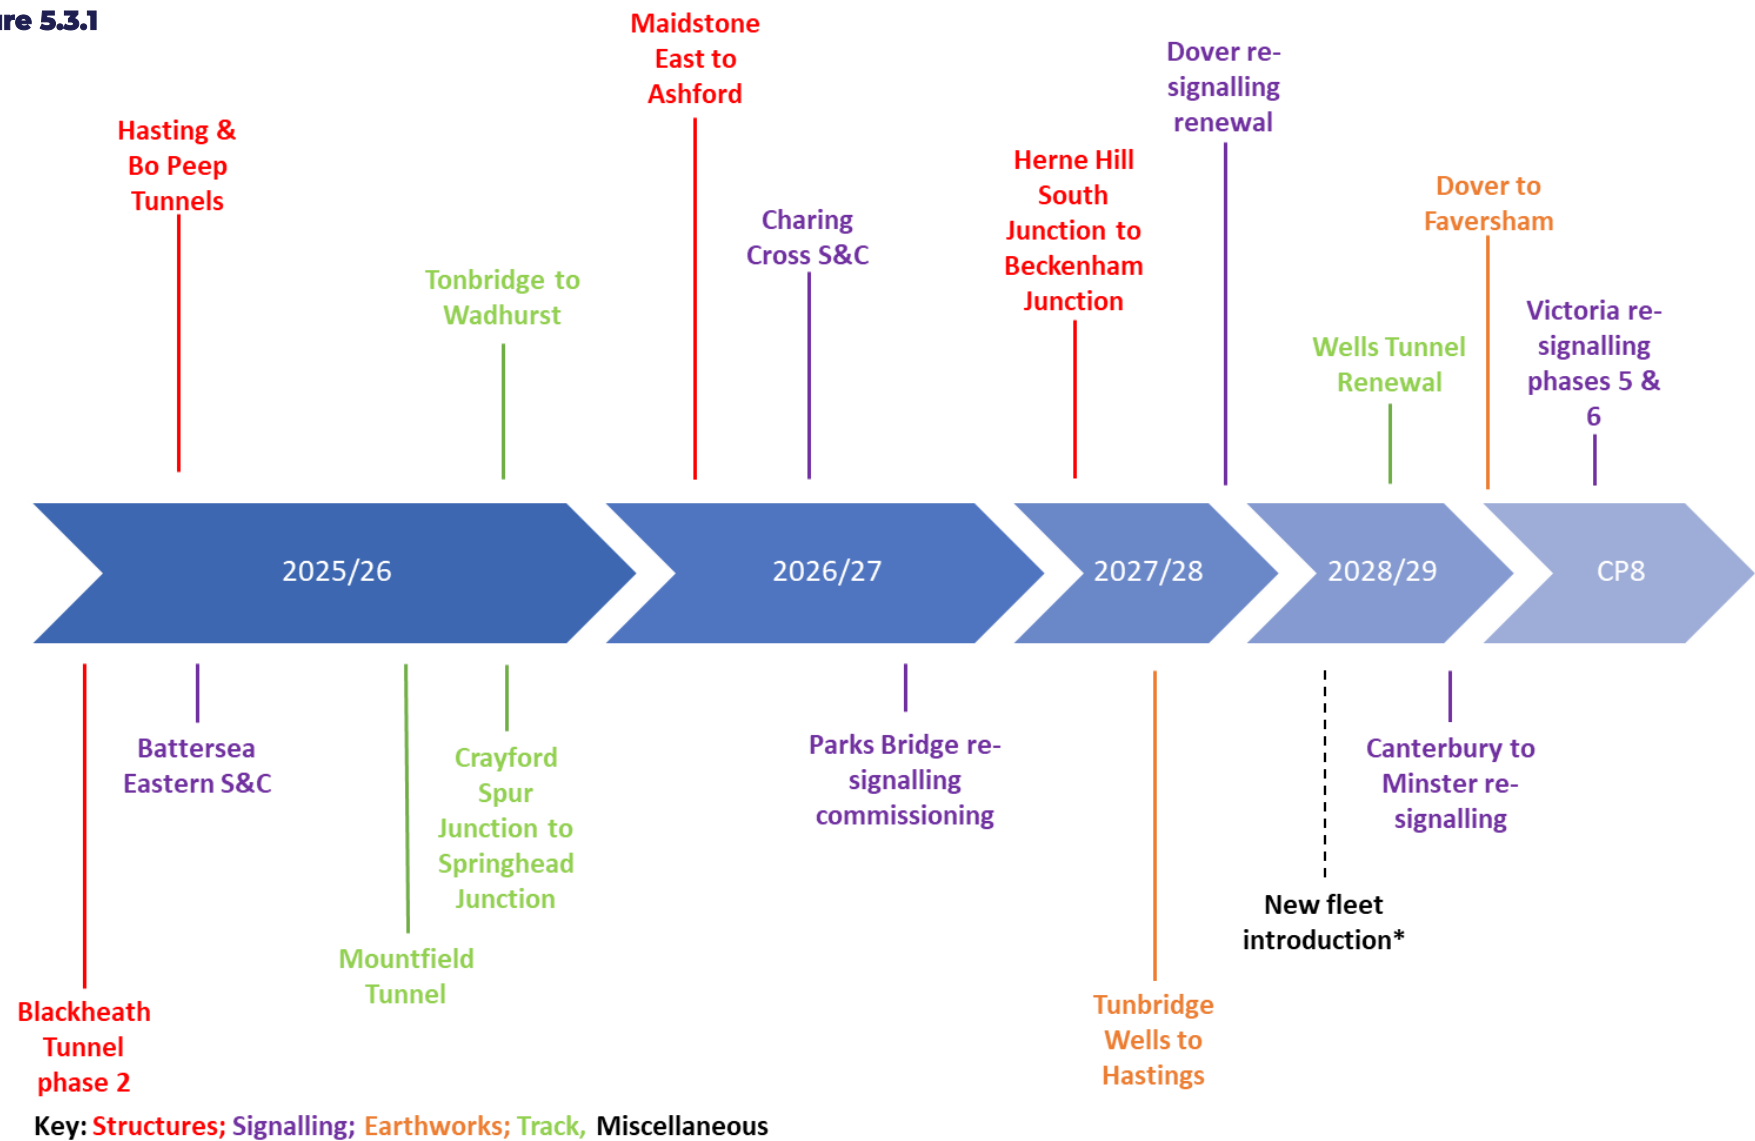 re 5.3.1
Maidstone
East to
Ashford
Dover re-
signalling
renewal
Hasting &
Bo Peep
Tunnels
Herne Hill
South
Junction to
Beckenham
Junction
Dover to
Faversham
Charing
Cross S&C
Tonbridge to
Wadhurst
Victoria re-
signalling
phases 5 &
6
Wells Tunnel
Renewal
2025/26
2026/27
2027/28
2028/29
CP8
Battersea
Eastern S&C
Crayford
Spur
Junction to
Springhead
Junction
Parks Bridge re-
signalling
commissioning
Canterbury to
Minster re-
signalling
New fleet
introduction*
Mountfield
Tunnel
Blackheath
Tunnel
phase 2
Tunbridge
Wells to
Hastings
Key: Structures; Signalling; Earthworks; Track, Miscellaneous